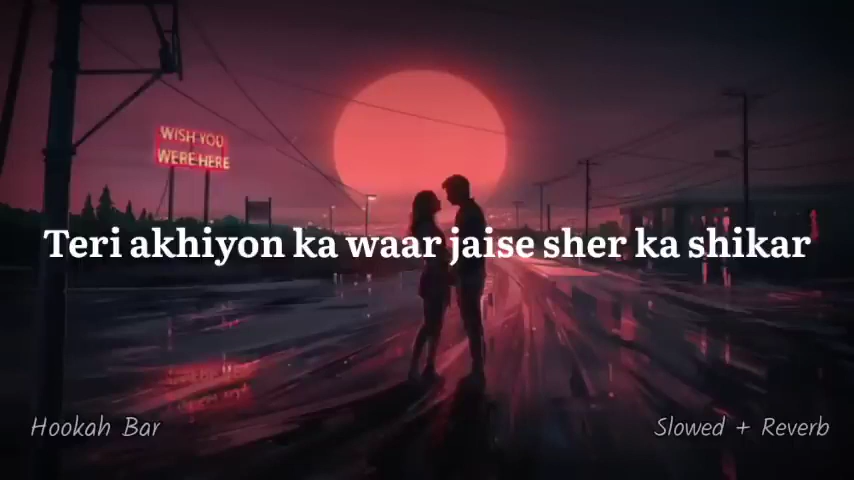 WISH YOU
WERE HERE
Teri akhiyon ka waar jaise sher ka shikar
Hookah Bar
Slowed + Reverb